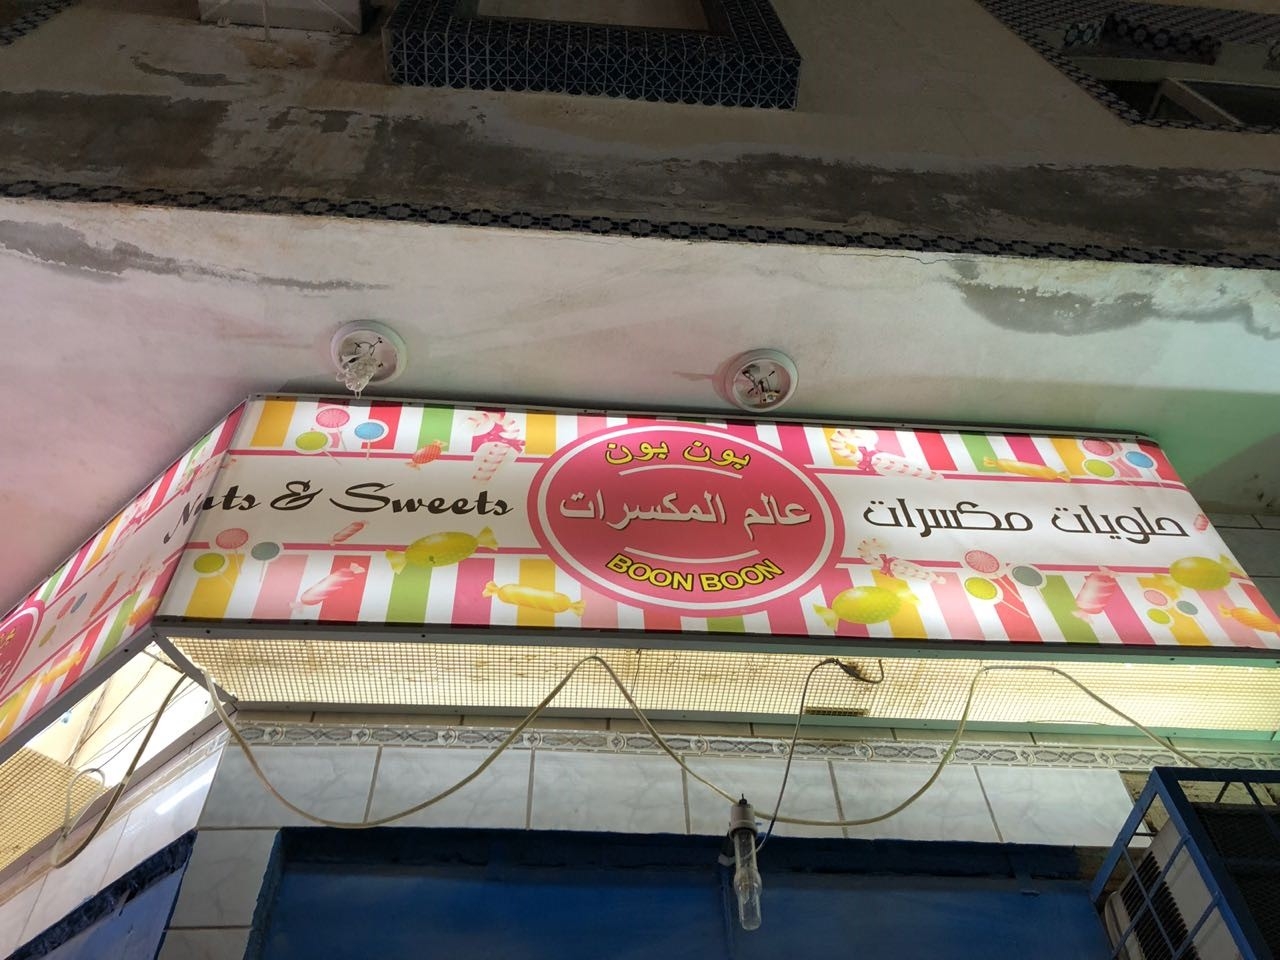 بون بون
عالم المكسرات
BOON BOON
حلويات مكسرات
Nuts & Sweets